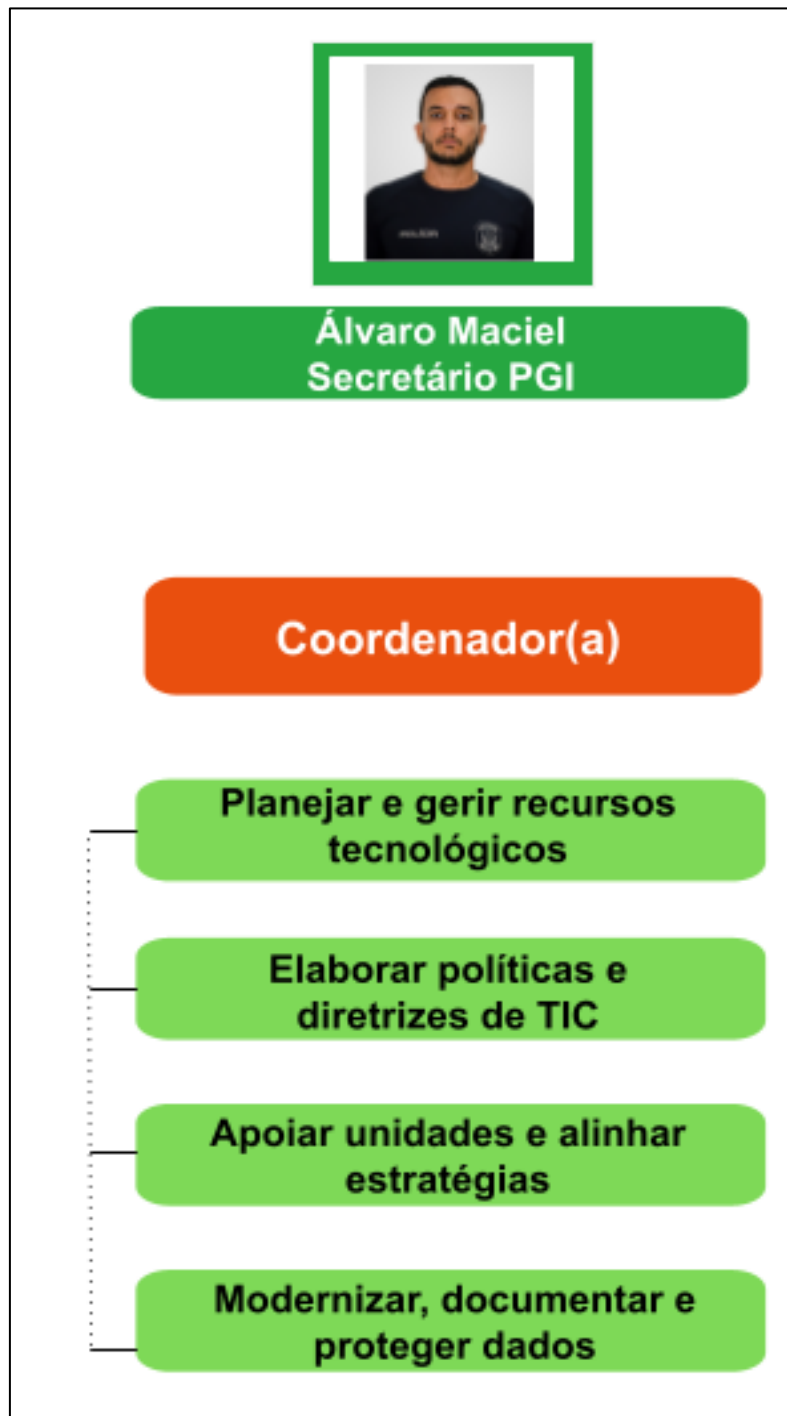 Álvaro Maciel
Secretário PGI
Coordenador(a)
Planejar e gerir recursos
tecnológicos
Elaborar políticas e
diretrizes de TIC
Apoiar unidades e alinhar
estratégias
Modernizar, documentar e
proteger dados